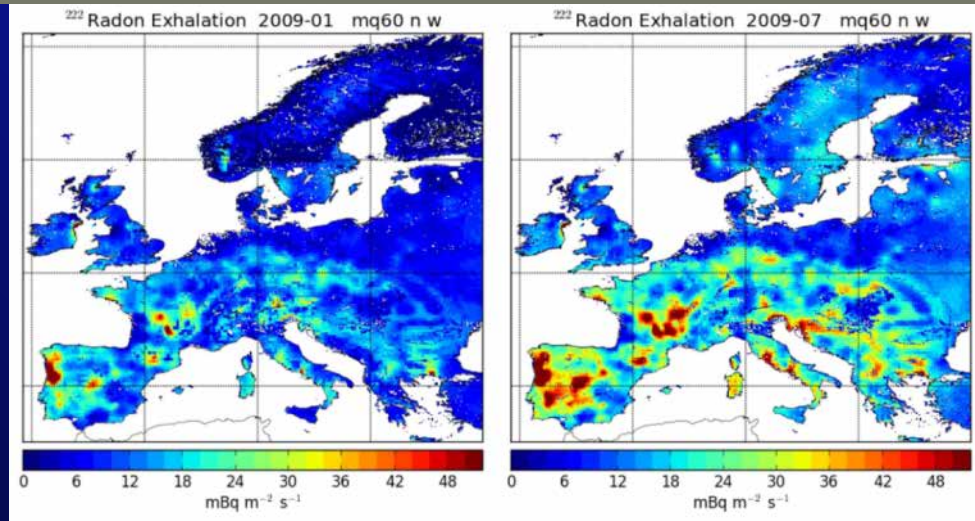 ²²² Radon Exhalation 2009-01 mq60 n w
²²² Radon Exhalation 2009-07 mq60 n w
0 6 12 18 24 30 36 42 48
mBq m⁻² s⁻¹
0 6 12 18 24 30 36 42 48
mBq m⁻² s⁻¹